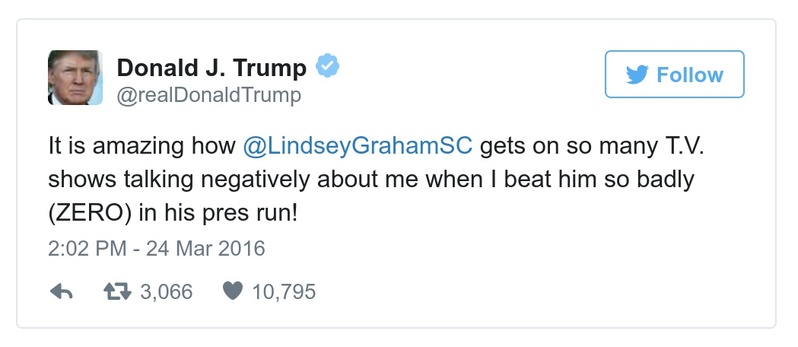 Donald J. Trump
@realDonaldTrump
Follow
It is amazing how @LindseyGrahamSC gets on so many T.V.
shows talking negatively about me when I beat him so badly
(ZERO) in his pres run!
2:02 PM - 24 Mar 2016
3,066 10,795